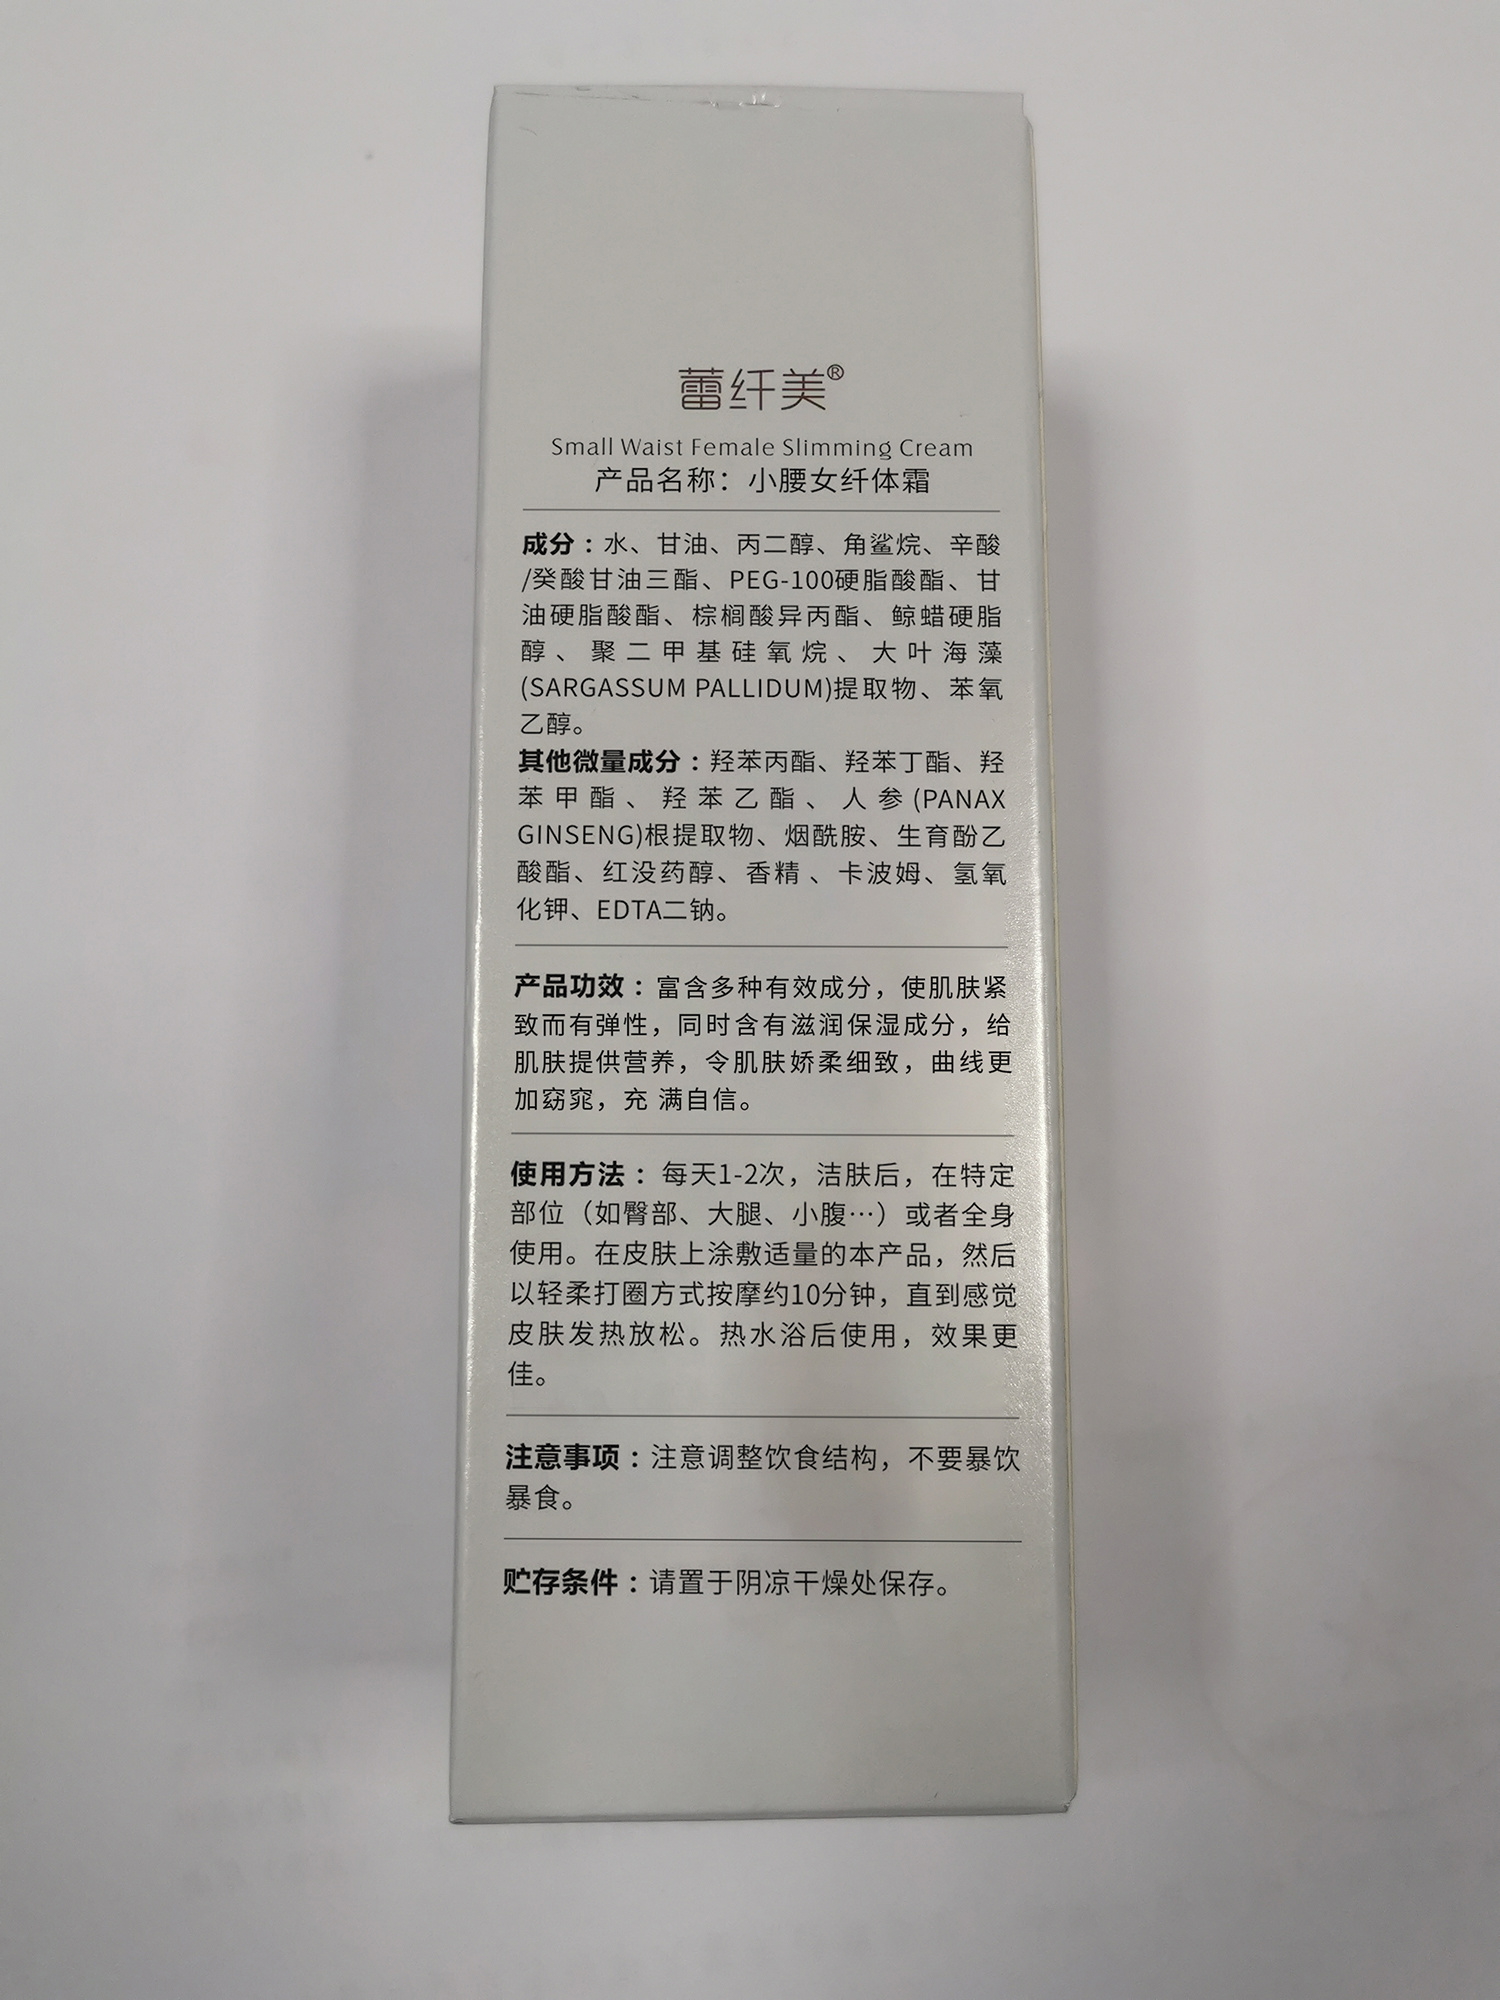 蕾纤美®
Small Waist Female Slimming Cream
产品名称：小腰女纤体霜
成分：水、甘油、丙二醇、角鲨烷、辛酸
/癸酸甘油三酯、PEG-100硬脂酸酯、甘
油硬脂酸酯、棕榈酸异丙酯、鲸蜡硬脂
醇、聚二甲基硅氧烷、大叶海藻
(SARGASSUM PALLIDUM)提取物、苯氧
乙醇。
其他微量成分：羟苯丙酯、羟苯丁酯、羟
苯甲酯、羟苯乙酯、人参(PANAX
GINSENG)根提取物、烟酰胺、生育酚乙
酸酯、红没药醇、香精、卡波姆、氢氧
化钾、EDTA二钠。
产品功效：富含多种有效成分，使肌肤紧
致而有弹性，同时含有滋润保湿成分，给
肌肤提供营养，令肌肤娇柔细致，曲线更
加窈窕，充 满自信。
使用方法：每天1-2次，洁肤后，在特定
部位（如臀部、大腿、小腹…）或者全身
使用。在皮肤上涂敷适量的本产品，然后
以轻柔打圈方式按摩约10分钟，直到感觉
皮肤发热放松。热水浴后使用，效果更
佳。
注意事项：注意调整饮食结构，不要暴饮
暴食。
贮存条件：请置于阴凉干燥处保存。